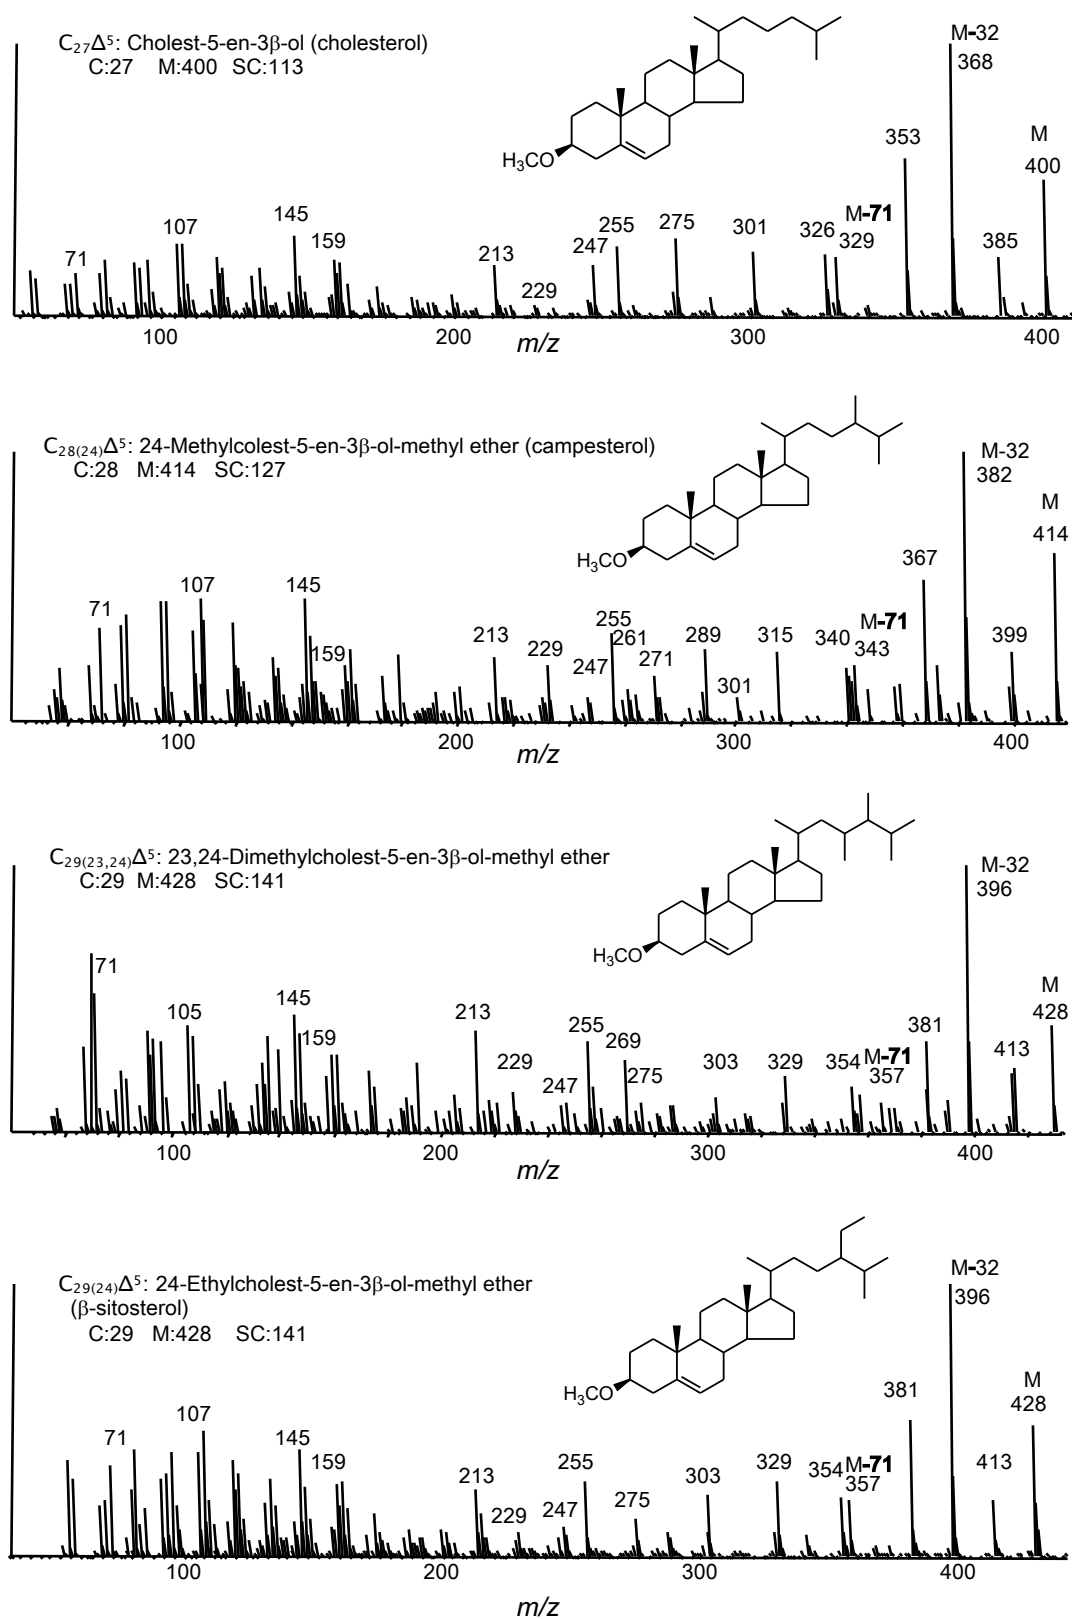 C₂₇Δ⁵: Cholest-5-en-3β-ol (cholesterol)
C:27 M:400 SC:113
H₃CO
M-32
368
353
M
400
107
145
M-71
71
159
213
229
247
255
275
301
326
329
385
100
200
300
400
m/z
C₂₈₍₂₄₎Δ⁵: 24-Methylcolest-5-en-3β-ol-methyl ether (campesterol)
C:28 M:414 SC:127
H₃CO
M-32
382
M
414
367
71
107
145
159
213
229
247
255
261
271
289
301
315
340
M-71
343
399
100
200
300
400
m/z
C₂₉₍₂₃,₂₄₎Δ⁵: 23,24-Dimethylcholest-5-en-3β-ol-methyl ether
C:29 M:428 SC:141
H₃CO
M-32
396
M
428
71
105
145
159
213
229
247
255
269
275
303
329
354
M-71
357
381
413
100
200
300
400
m/z
C₂₉₍₂₄₎Δ⁵: 24-Ethylcholest-5-en-3β-ol-methyl ether
(β-sitosterol)
C:29 M:428 SC:141
H₃CO
M-32
396
381
M
428
71
107
145
159
213
229
247
255
275
303
329
354
M-71
357
413
100
200
300
400
m/z